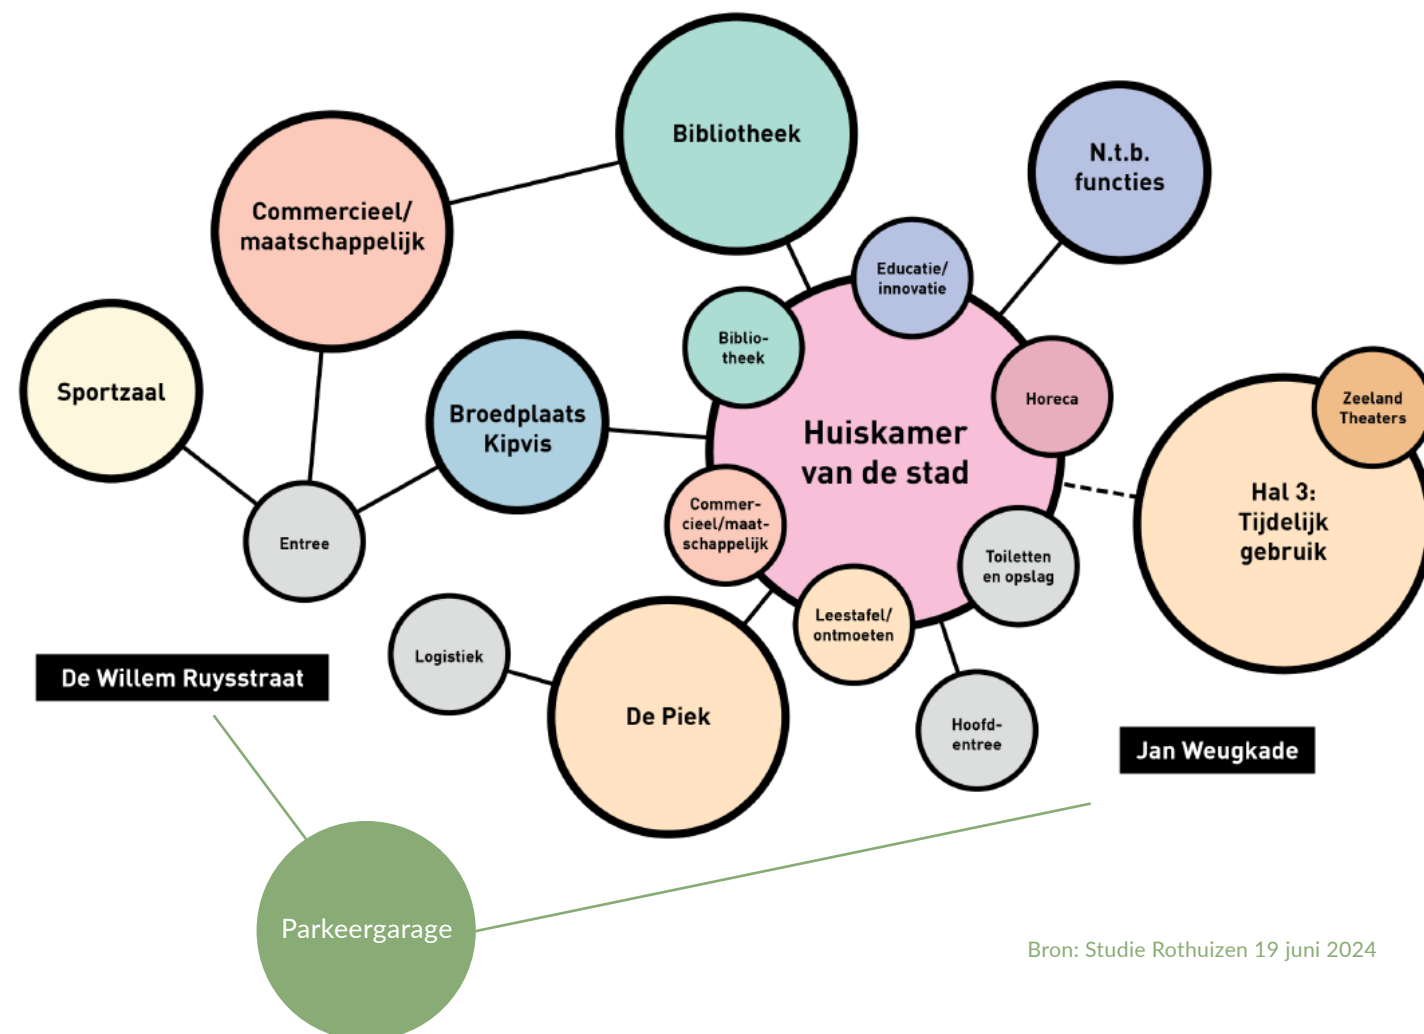 Bibliotheek
N.t.b.
functies
Commercieel/
maatschappelijk
Educatie/
innovatie
Biblio-
theek
Sportzaal
Broedplaats
Kipvis
Horeca
Zeeland
Theaters
Huiskamer
van de stad
Hal 3:
Tijdelijk
gebruik
Commer-
cieel/maat-
schappelijk
Entree
Toiletten
en opslag
Leestafel/
ontmoeten
Logistiek
De Willem Ruysstraat
De Piek
Hoofd-
entree
Jan Weugkade
Parkeergarage
Bron: Studie Rothuizen 19 juni 2024